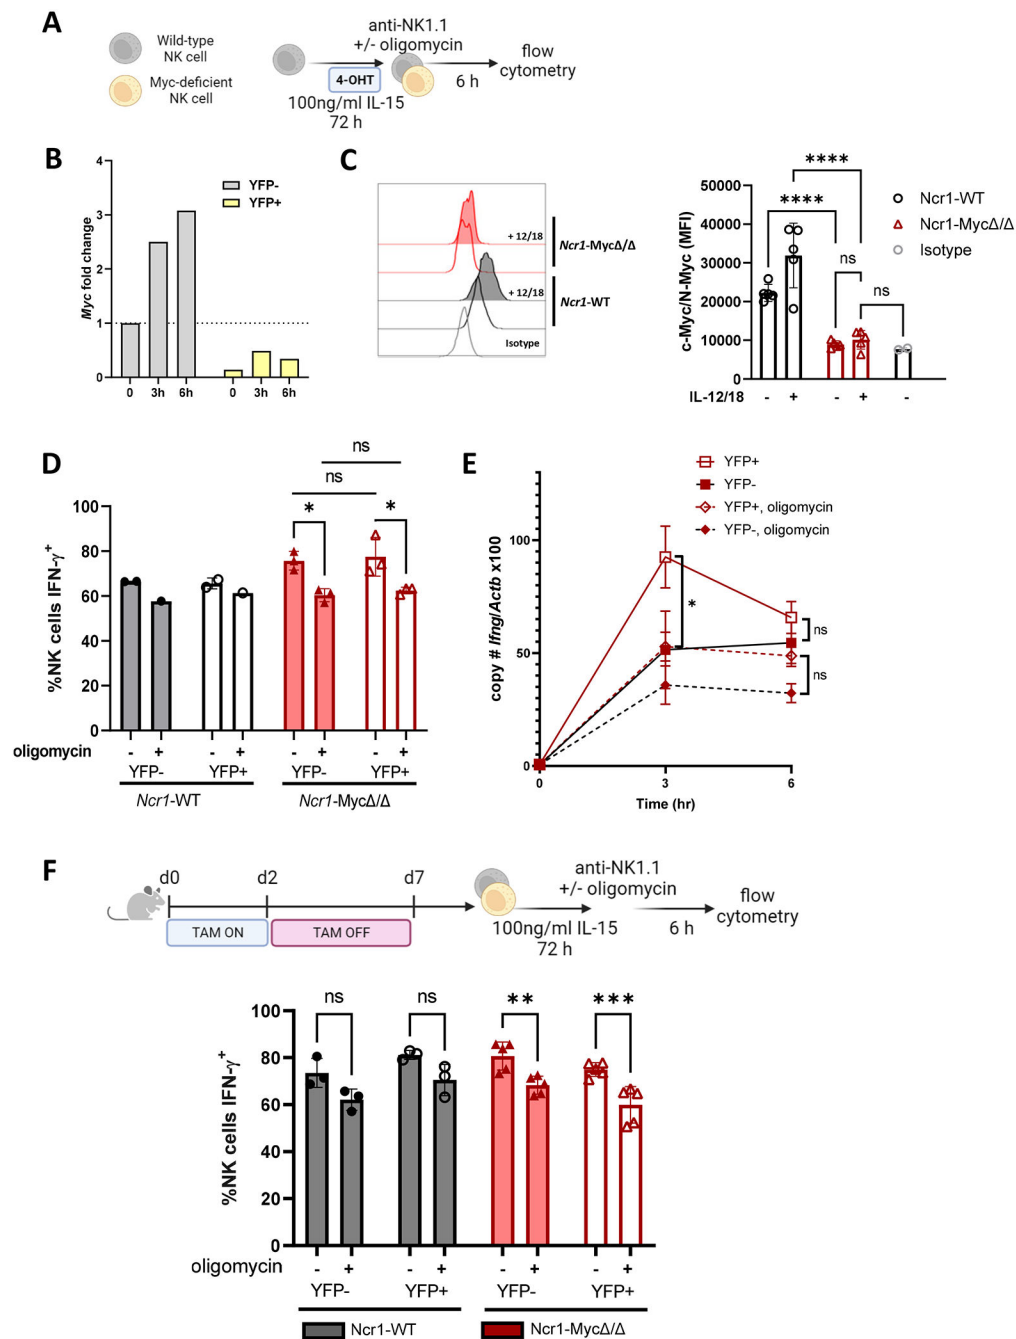 A
Wild-type
NK cell
Myc-deficient
NK cell
anti-NK1.1
+/- oligomycin
4-OHT
100ng/ml IL-15
72 h
6 h
flow
cytometry
B
Myc fold change
4
3
2
1
0
YFP-
YFP+
0 3h 6h 0 3h 6h
C
+ 12/18
Ncr1-MycΔ/Δ
+ 12/18
Ncr1-WT
Isotype
c-Myc/N-Myc (MFI)
50000
40000
30000
20000
10000
0
****
****
ns
ns
Ncr1-WT
Ncr1-MycΔ/Δ
Isotype
IL-12/18 - + - + -
D
%NK cells IFN-γ+
100
80
60
40
20
0
ns
ns
* *
oligomycin - + - + - + - +
YFP- YFP+ YFP- YFP+
Ncr1-WT Ncr1-MycΔ/Δ
E
YFP+
YFP-
YFP+, oligomycin
YFP-, oligomycin
copy # Ifng/Actb x100
100
50
0
*
ns
ns
0 3 6
Time (hr)
F
d0 d2 d7
TAM ON TAM OFF
anti-NK1.1
+/- oligomycin
100ng/ml IL-15
72 h
6 h
flow
cytometry
%NK cells IFN-γ+
100
80
60
40
20
0
ns ns ** ***
oligomycin - + - + - + - +
YFP- YFP+ YFP- YFP+
Ncr1-WT Ncr1-MycΔ/Δ